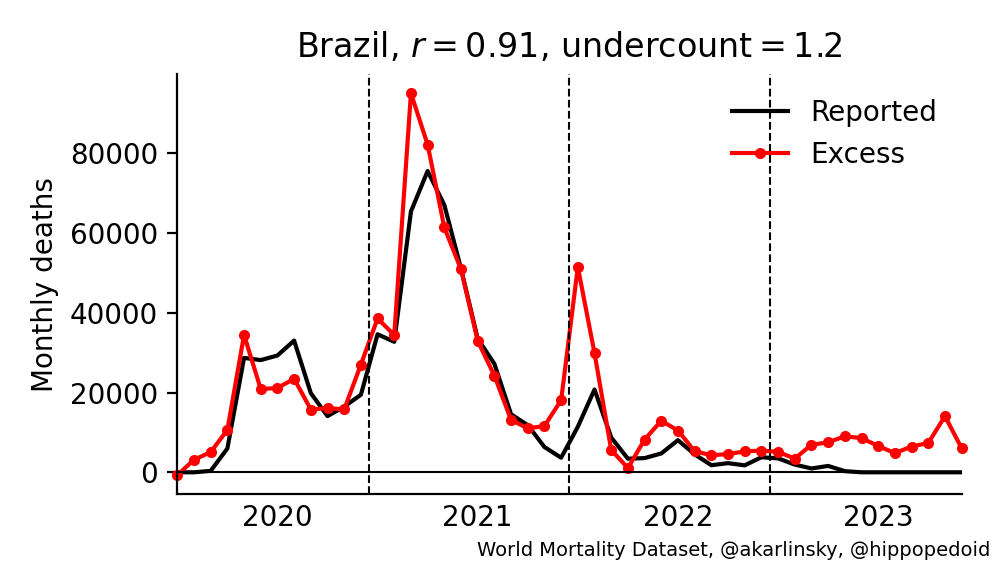 Brazil, r = 0.91, undercount = 1.2
Reported
Excess
Monthly deaths
80000
60000
40000
20000
0
2020 2021 2022 2023
World Mortality Dataset, @akarlinsky, @hippopedoid